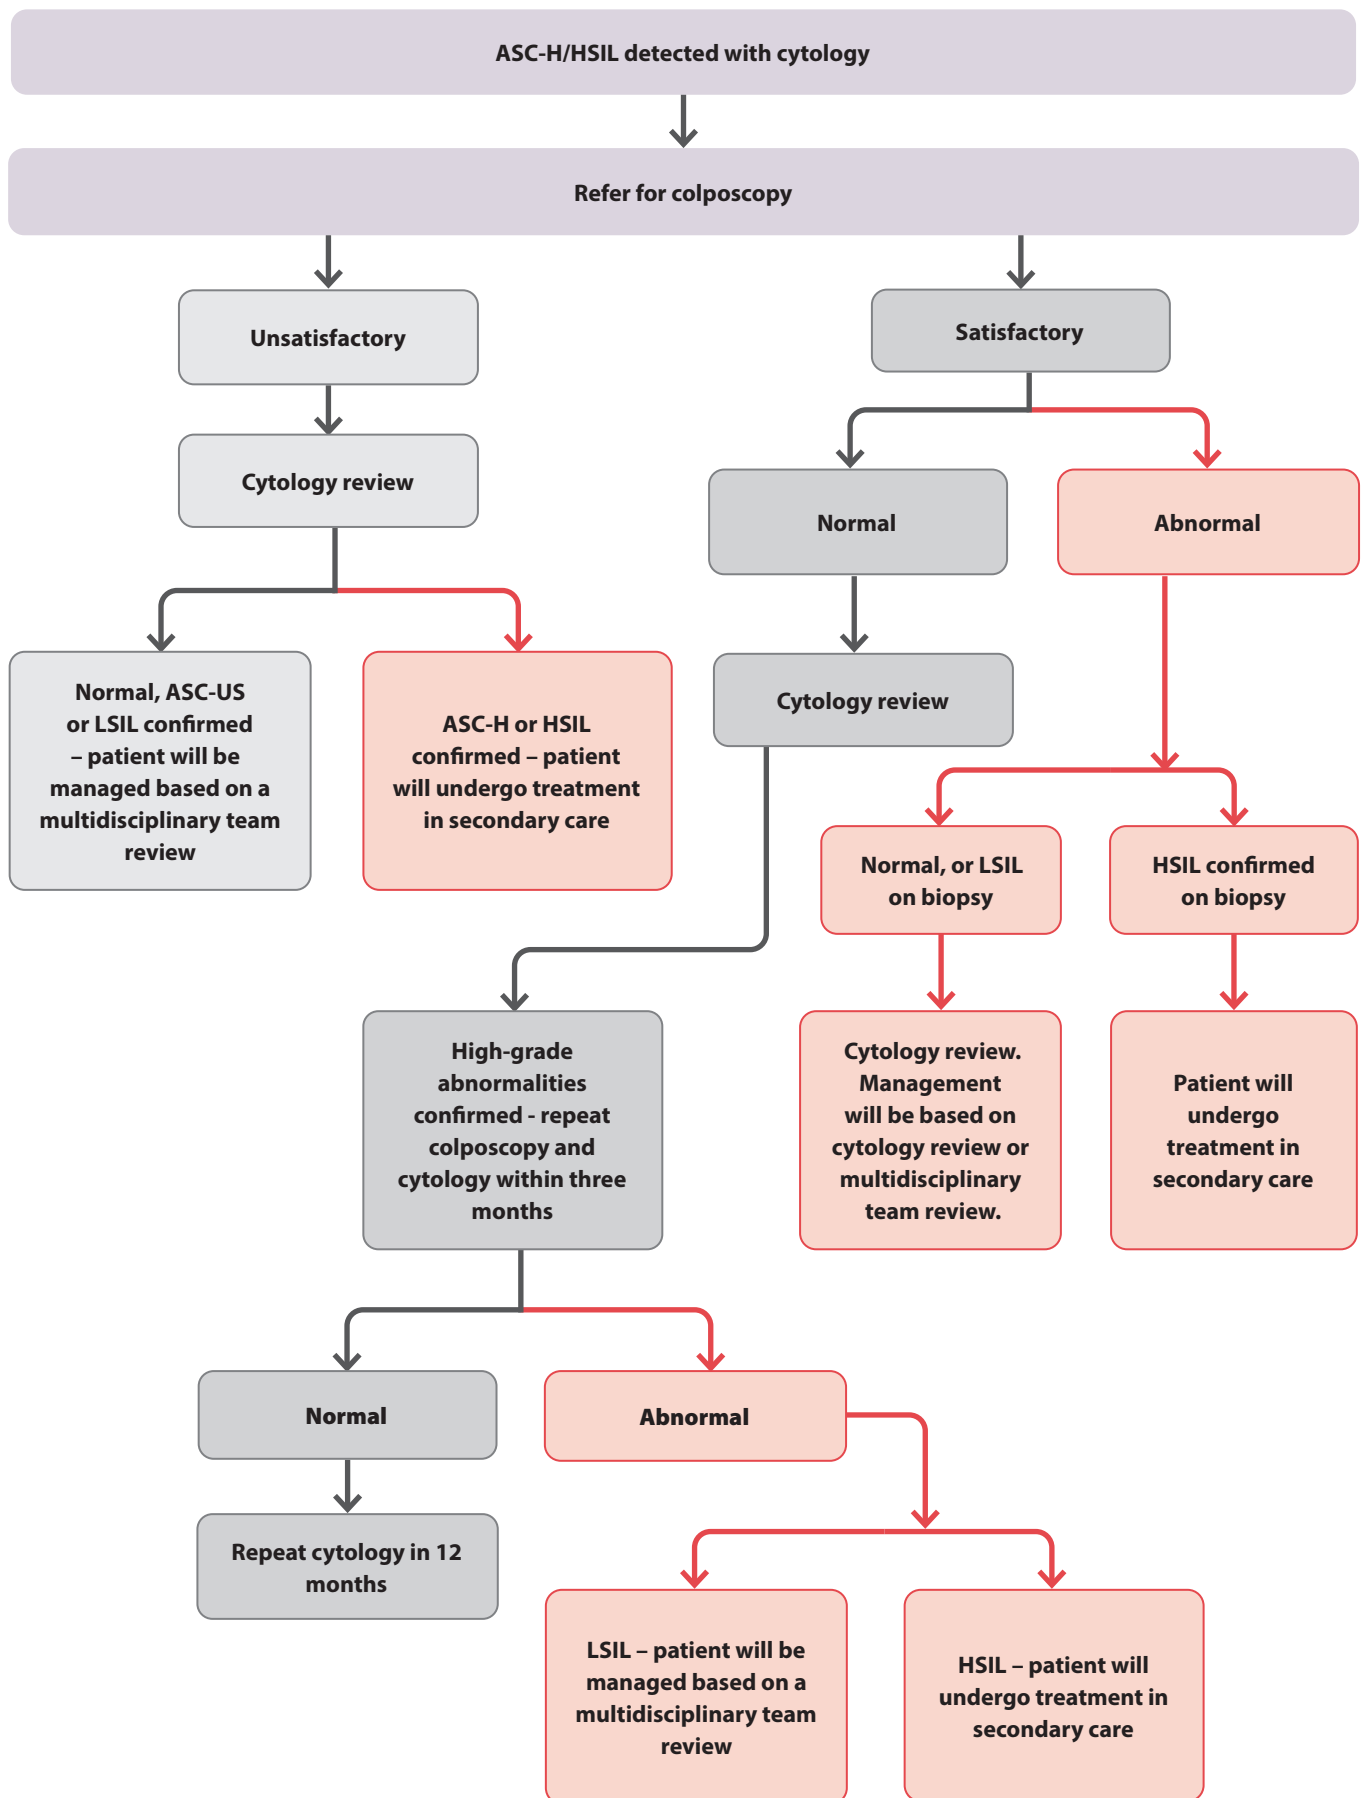 ASC-H/HSIL detected with cytology
Refer for colposcopy
Unsatisfactory
Satisfactory
Cytology review
Normal
Abnormal
Normal, ASC-US
or LSIL confirmed
– patient will be
managed based on a
multidisciplinary team
review
ASC-H or HSIL
confirmed – patient
will undergo treatment
in secondary care
Cytology review
Normal, or LSIL
on biopsy
HSIL confirmed
on biopsy
High-grade
abnormalities
confirmed - repeat
colposcopy and
cytology within three
months
Cytology review.
Management
will be based on
cytology review or
multidisciplinary
team review.
Patient will
undergo
treatment in
secondary care
Normal
Abnormal
Repeat cytology in 12
months
LSIL – patient will be
managed based on a
multidisciplinary team
review
HSIL – patient will
undergo treatment in
secondary care